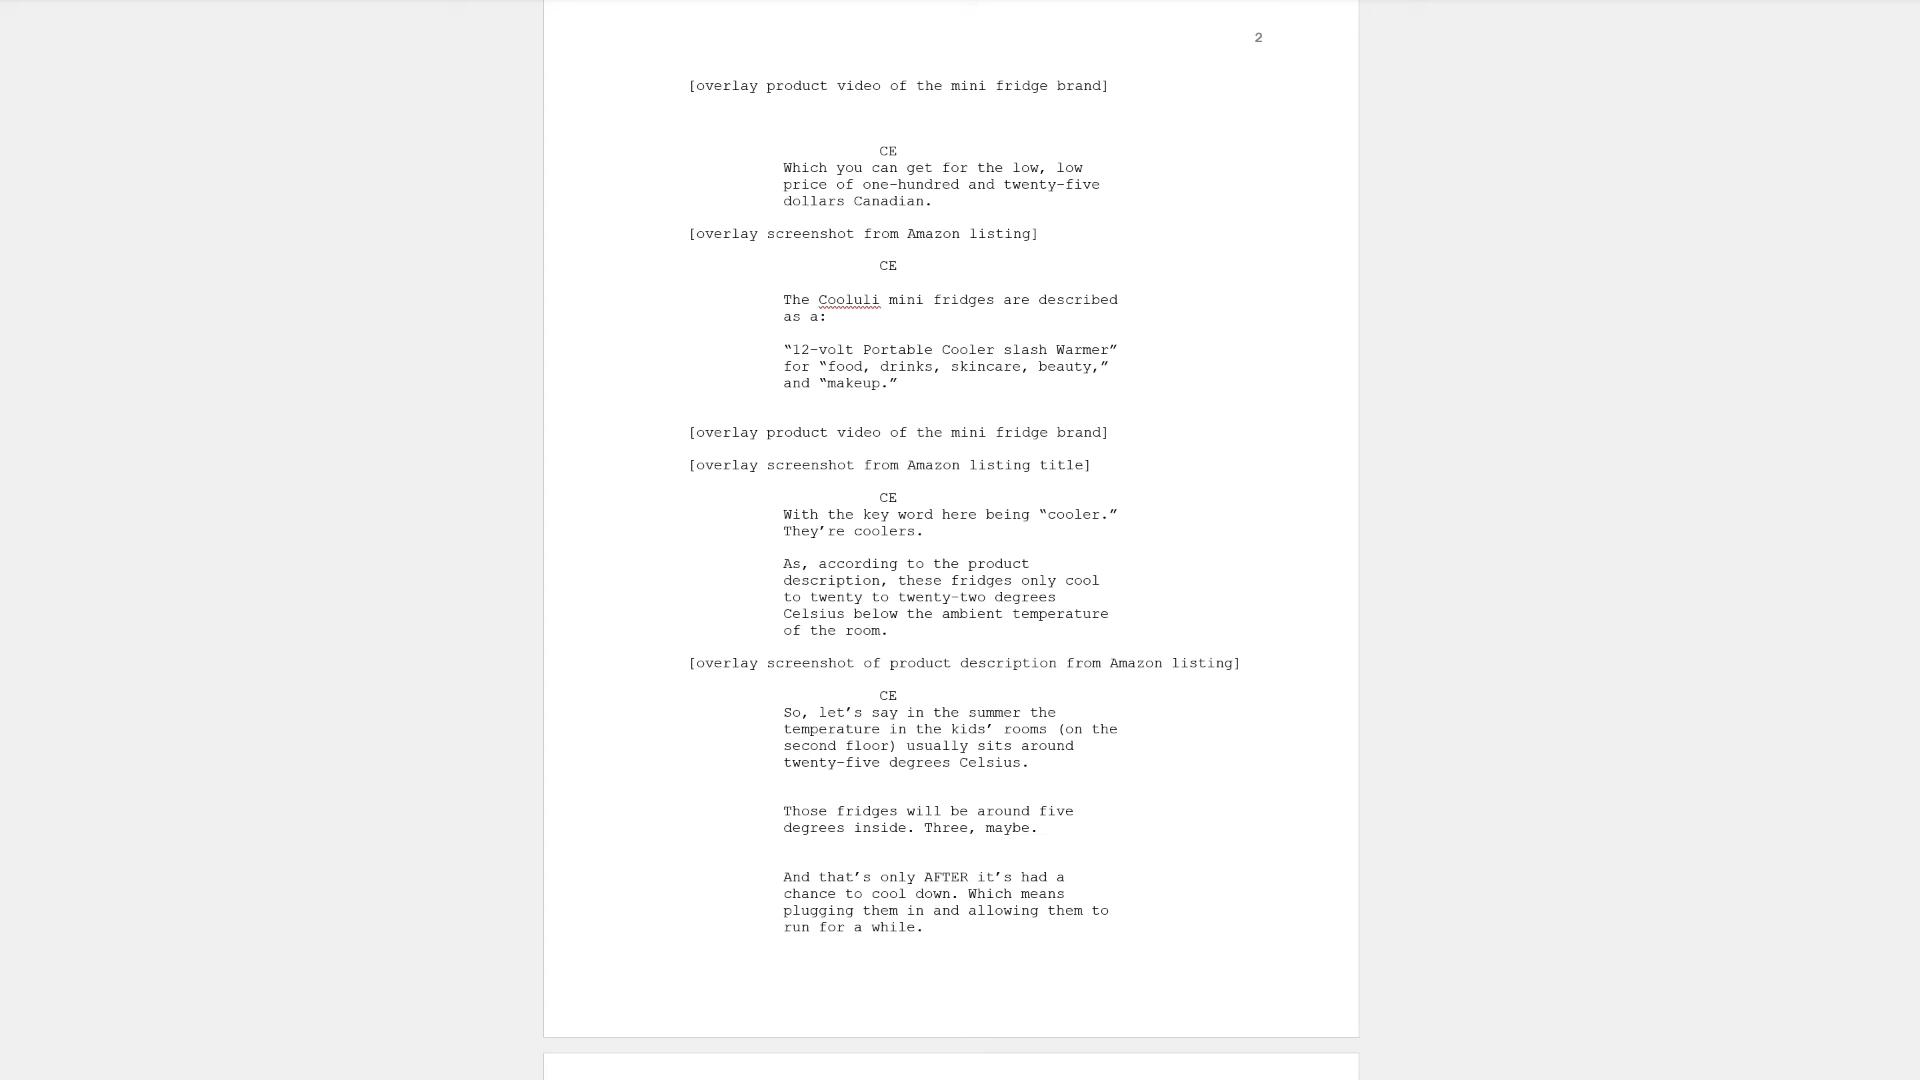 2
[overlay product video of the mini fridge brand]
CE
Which you can get for the low, low
price of one-hundred and twenty-five
dollars Canadian.
[overlay screenshot from Amazon listing]
CE
The Cooluli mini fridges are described
as a:
“12-volt Portable Cooler slash Warmer”
for “food, drinks, skincare, beauty,”
and “makeup.”
[overlay product video of the mini fridge brand]
[overlay screenshot from Amazon listing title]
CE
With the key word here being “cooler.”
They’re coolers.
As, according to the product
description, these fridges only cool
to twenty to twenty-two degrees
Celsius below the ambient temperature
of the room.
[overlay screenshot of product description from Amazon listing]
CE
So, let’s say in the summer the
temperature in the kids’ rooms (on the
second floor) usually sits around
twenty-five degrees Celsius.
Those fridges will be around five
degrees inside. Three, maybe.
And that’s only AFTER it’s had a
chance to cool down. Which means
plugging them in and allowing them to
run for a while.